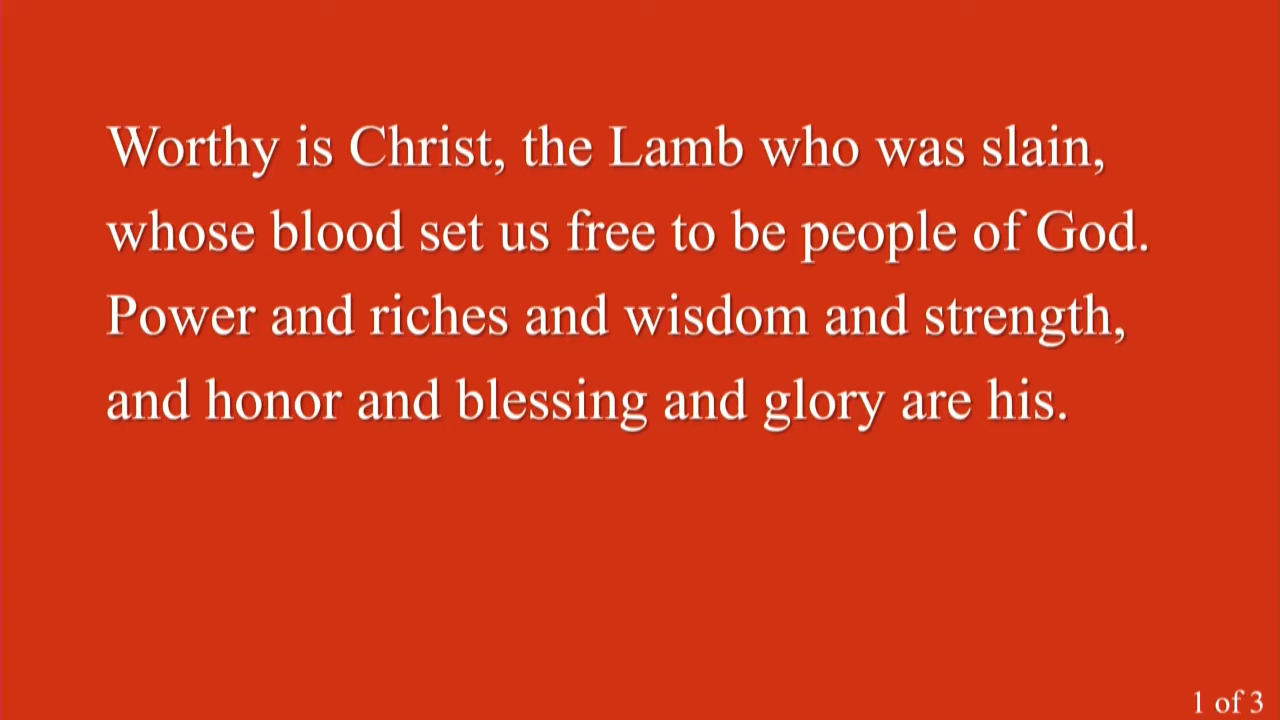 Worthy is Christ, the Lamb who was slain,
whose blood set us free to be people of God.
Power and riches and wisdom and strength,
and honor and blessing and glory are his.
1 of 3